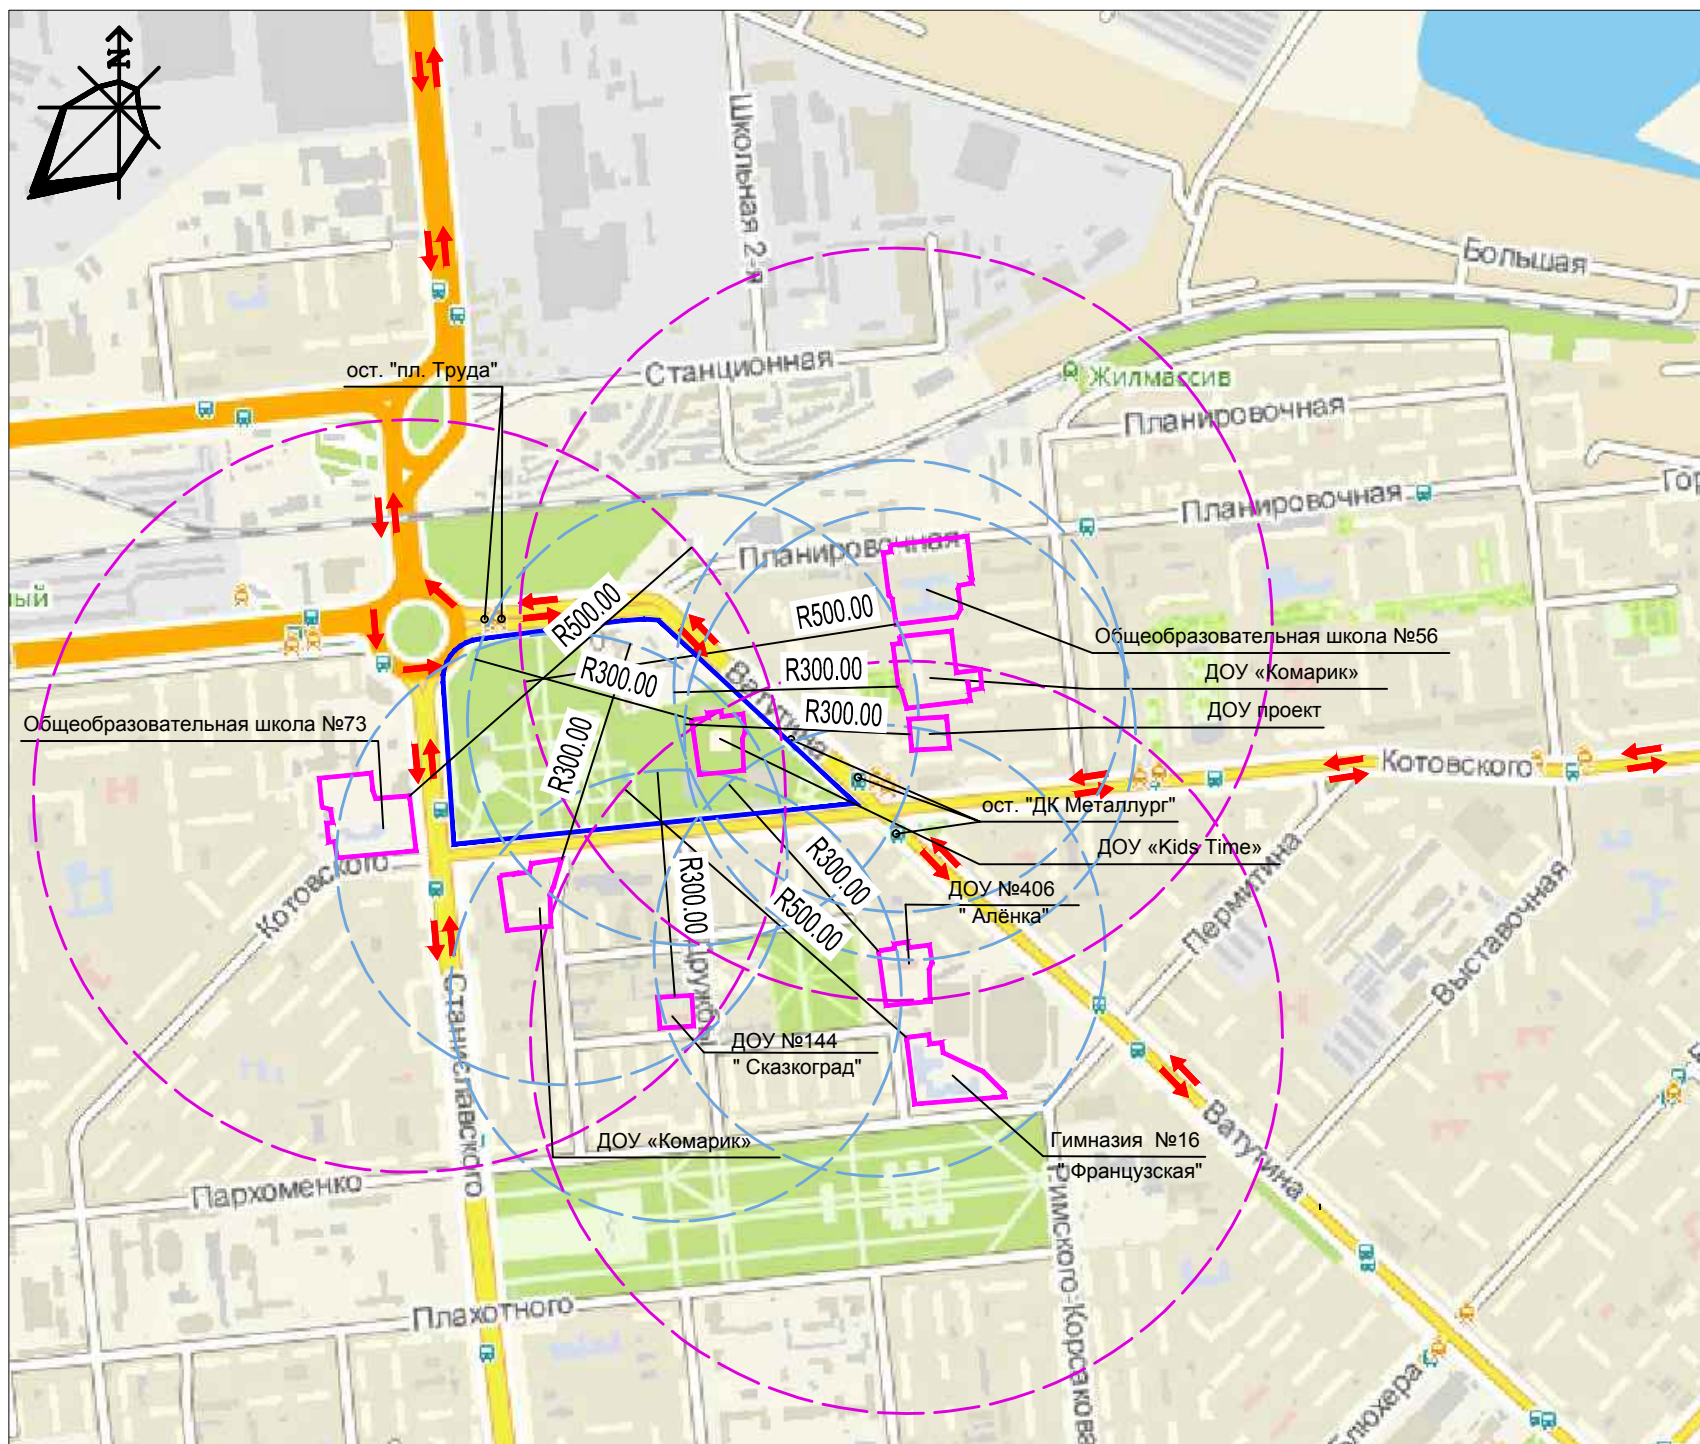 N
Школьная 2-я
Большая
Станционная
ост. "пл. Труда"
Жилмассив
Планировочная
Планировочная
Гор
Планировочная
ный
R500.00
R500.00
Общеобразовательная школа №56
R300.00
R300.00
ДОУ «Комарик»
Ватутина
R300.00
ДОУ проект
Общеобразовательная школа №73
R300.00
Котовского
ост. "ДК Металлург"
ДОУ «Kids Time»
R300.00
R300.00
R500.00
ДОУ №406
" Алёнка"
Котовского
Пермитина
Выставочная
Дружбы
Станиславского
ДОУ №144
" Сказкоград"
ДОУ «Комарик»
Гимназия №16
" Французская"
Ватутина
Пархоменко
Римского-Корсакова
Плахотного
Блюхера